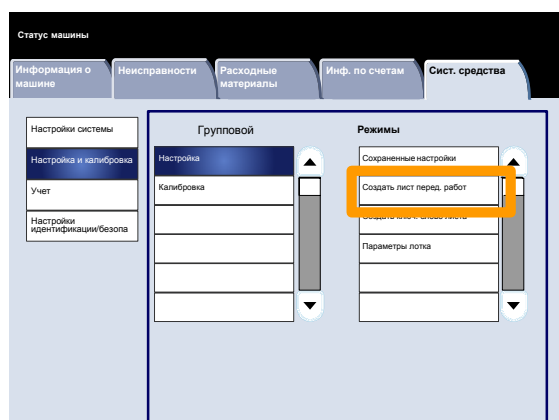 Статус машины
Информация о
машине
Неисправности
Расходные
материалы
Инф. по счетам
Сист. средства
Настройки системы
Настройка и калибровка
Учет
Настройки
идентификации/безопа
Групповой
Настройка
Калибровка
Режимы
Сохраненные настройки
Создать лист перед. работ
Параметры лотка